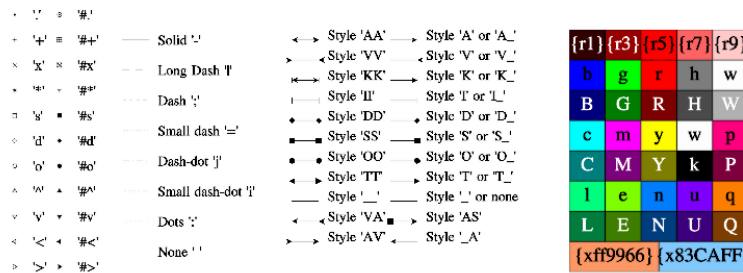 '.' '#.'
'+' '#+'
'x' '#x'
'*' '#*'
's' '#s'
'd' '#d'
'o' '#o'
'^' '#^'
'v' '#v'
'<' '#<'
'>' '#>'
Solid '-'
Long Dash '|'
Dash ';'
Small dash '='
Dash-dot 'j'
Small dash-dot 'i'
Dots ':'
None ' '
Style 'AA' Style 'A' or 'A_'
Style 'VV' Style 'V' or 'V_'
Style 'KK' Style 'K' or 'K_'
Style 'II' Style 'I' or 'I_'
Style 'DD' Style 'D' or 'D_'
Style 'SS' Style 'S' or 'S_'
Style 'OO' Style 'O' or 'O_'
Style 'TT' Style 'T' or 'T_'
Style '__' Style '_' or none
Style 'VA' Style 'AS'
Style 'AV' Style '_A'
{r1} {r3} {r5} {r7} {r9}
b g r h w
B G R H W
c m y w p
C M Y k P
l e n u q
L E N U Q
{xff9966} {x83CAFF}